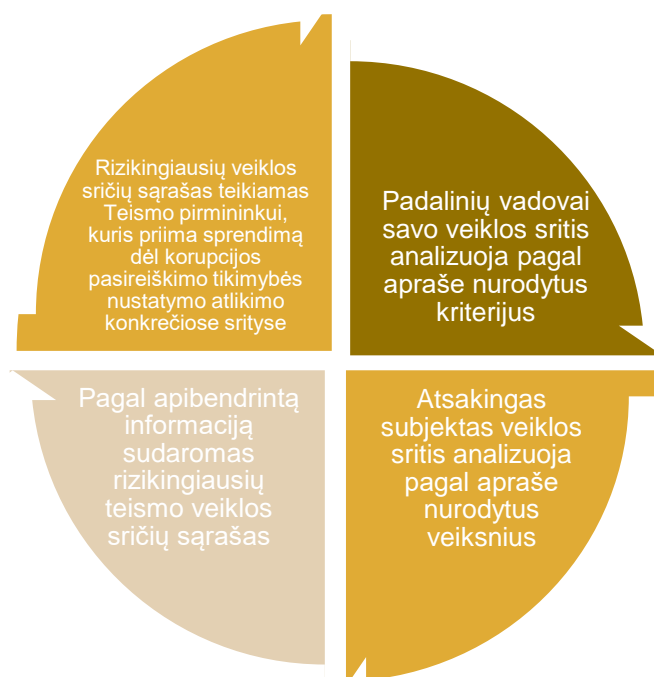 Rizikingiausių veiklos
sričių sąrašas teikiamas
Teismo pirmininkui,
kuris priima sprendimą
dėl korupcijos
pasireiškimo tikimybės
nustatymo atlikimo
konkrečiose srityse
Padalinių vadovai
savo veiklos sritis
analizuoja pagal
apraše nurodytus
kriterijus
Pagal apibendrintą
informaciją
sudaromas
rizikingiausių
teismo veiklos
sričių sąrašas
Atsakingas
subjektas veiklos
sritis analizuoja
pagal apraše
nurodytus
veiksnius